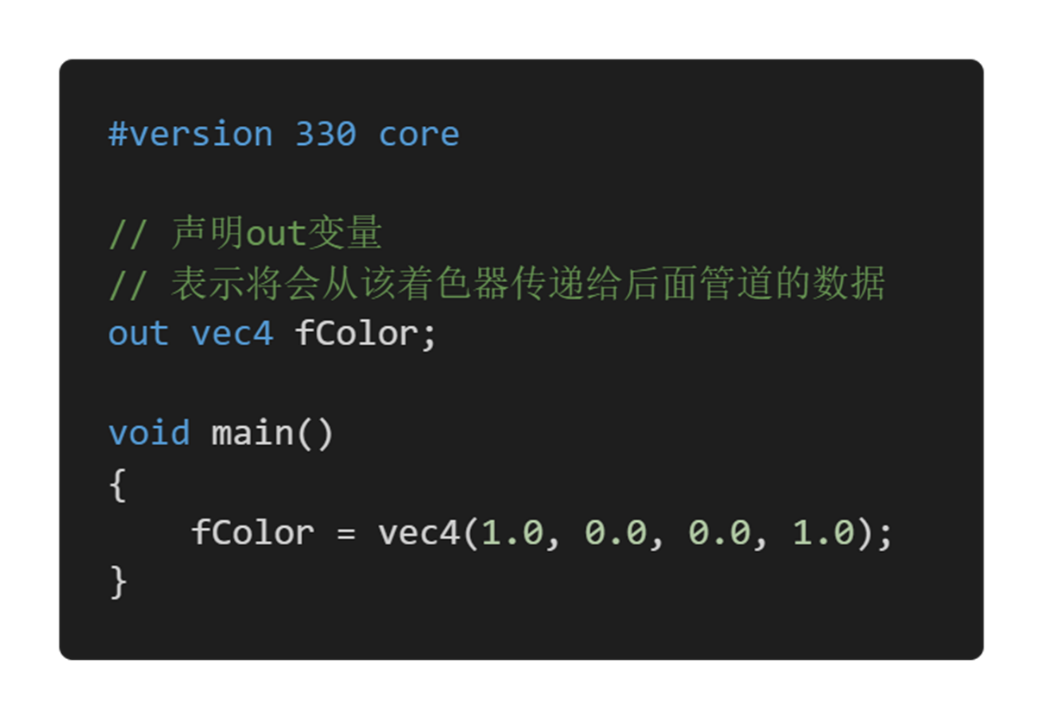 #version 330 core
// 声明out变量
// 表示将会从该着色器传递给后面管道的数据
out vec4 fColor;
void main()
{
    fColor = vec4(1.0, 0.0, 0.0, 1.0);
}